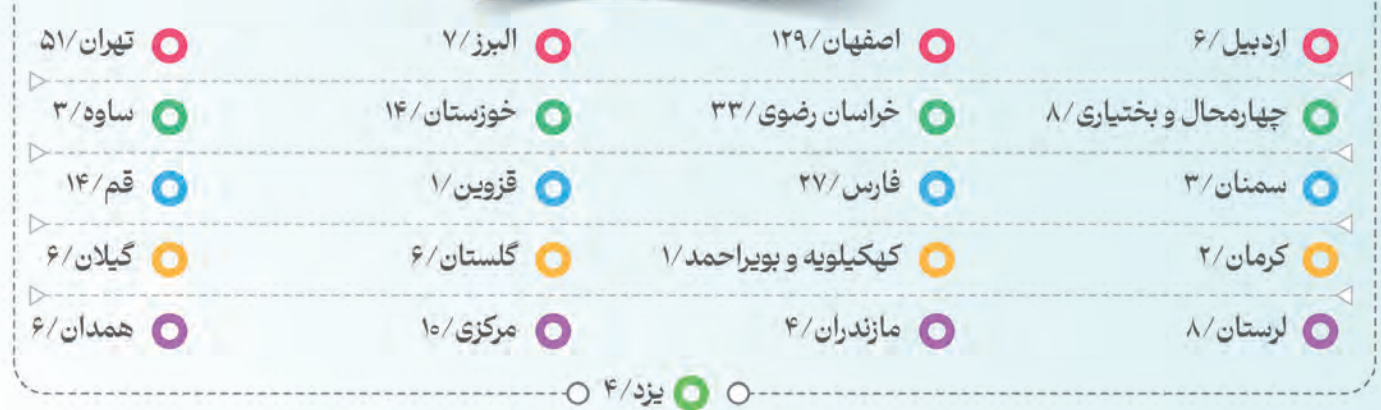 اردبیل/۶ اصفهان/۱۲۹ البرز/۷ تهران/۵۱
چهارمحال و بختیاری/۸ خراسان رضوی/۳۳ خوزستان/۱۴ ساوه/۳
سمنان/۳ فارس/۲۷ قزوین/۱ قم/۱۴
کرمان/۲ کهکیلویه و بویراحمد/۱ گلستان/۶ گیلان/۶
لرستان/۸ مازندران/۴ مرکزی/۱۰ همدان/۶
یزد/۴